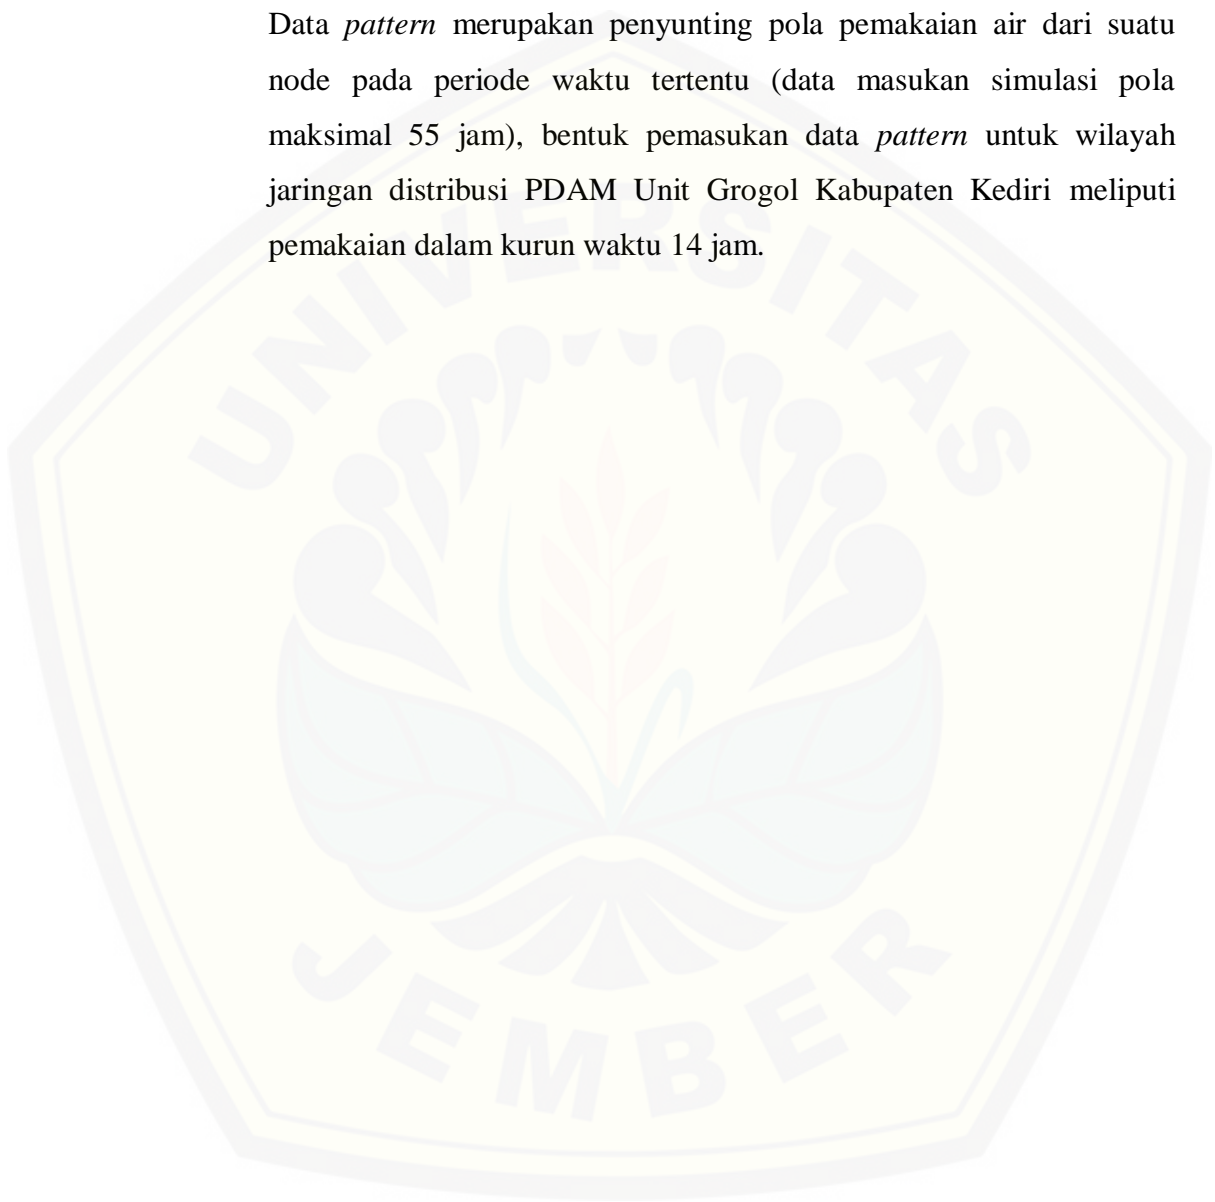 Data pattern merupakan penyunting pola pemakaian air dari suatu
node pada periode waktu tertentu (data masukan simulasi pola
maksimal 55 jam), bentuk pemasukan data pattern untuk wilayah
jaringan distribusi PDAM Unit Grogol Kabupaten Kediri meliputi
pemakaian dalam kurun waktu 14 jam.
UNIVERSITAS
JEMBER